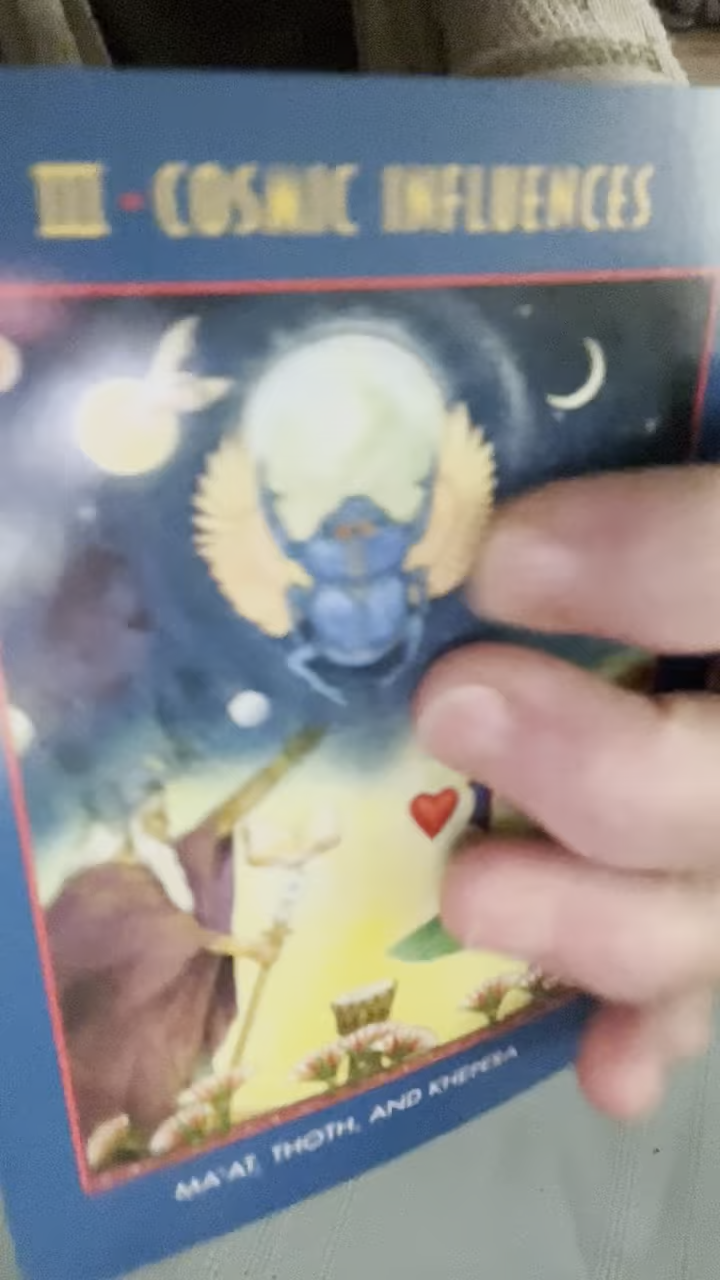 III - COSMIC INFLUENCES
MA'AT, THOTH, AND KHEPERA